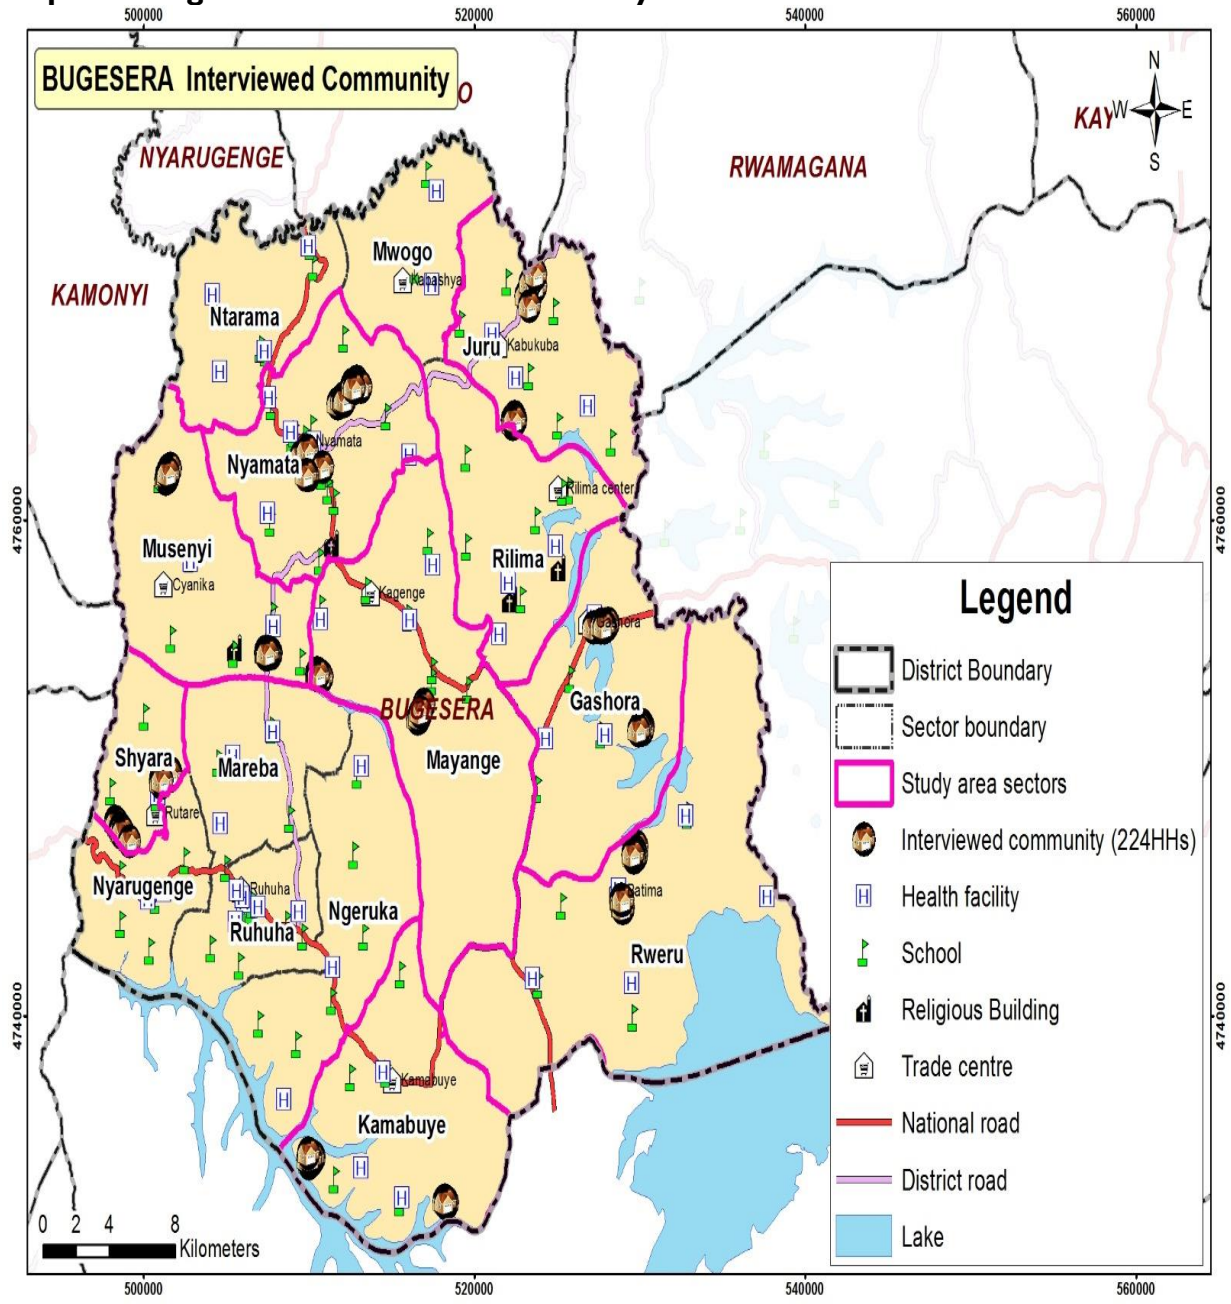 500000 520000 540000 560000
BUGESERA Interviewed Community
O
N
W E
S
KAY
NYARUGENGE
RWAMAGANA
KAMONYI
Mwogo
Kabashya
Ntarama
Juru
Kabukuba
Nyamata
Nyamata
Rilima center
4760000
4760000
Musenyi
Cyanika
Rilima
Kagenge
Gashora
Gashora
BUGESERA
Mayange
Shyara
Mareba
Rutare
Nyarugenge
Ruhuha
Ruhuha
Ngeruka
Batima
Rweru
4740000
4740000
Kamabuye
Kamabuye
0 2 4 8
Kilometers
Legend
District Boundary
Sector boundary
Study area sectors
Interviewed community (224HHs)
H Health facility
School
Religious Building
Trade centre
National road
District road
Lake
500000 520000 540000 560000